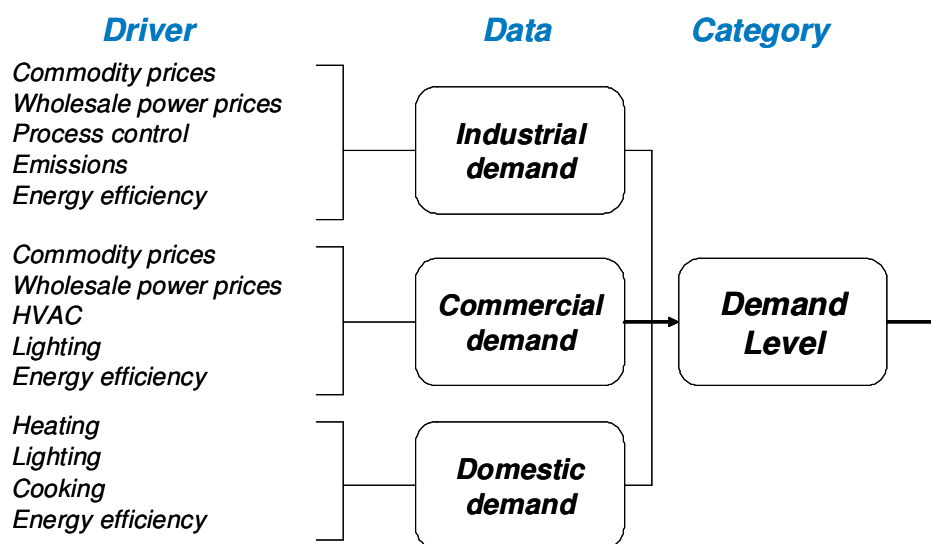 Driver
Data
Category
Commodity prices
Wholesale power prices
Process control
Emissions
Energy efficiency
Industrial
demand
Commodity prices
Wholesale power prices
HVAC
Lighting
Energy efficiency
Commercial
demand
Demand
Level
Heating
Lighting
Cooking
Energy efficiency
Domestic
demand